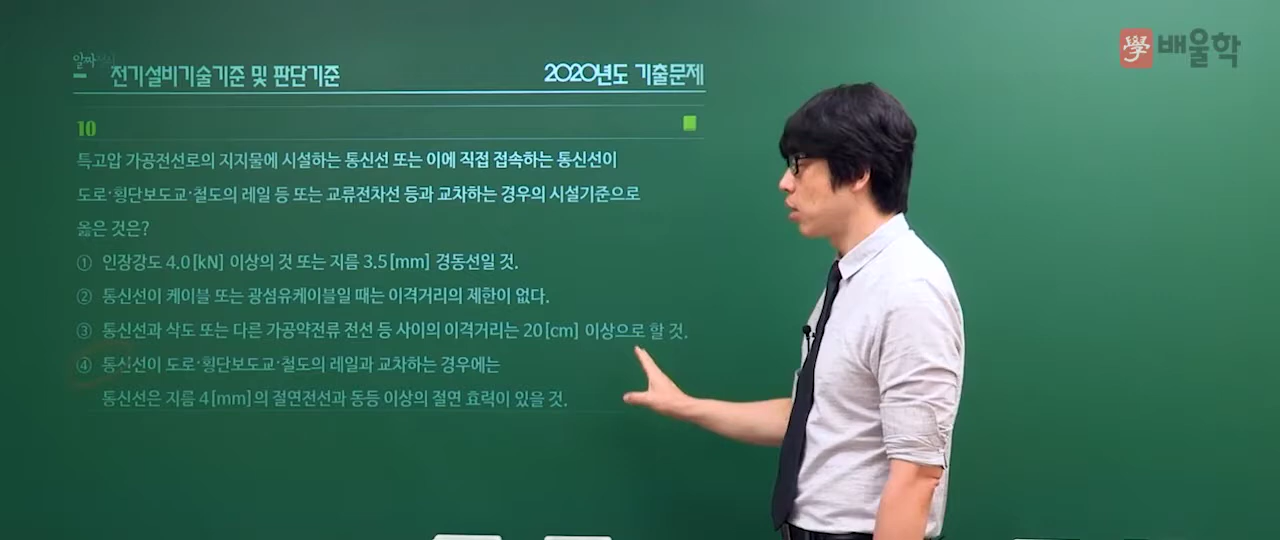 學 배울학
알짜
전기설비기술기준 및 판단기준 2020년도 기출문제
10
특고압 가공전선로의 지지물에 시설하는 통신선 또는 이에 직접 접속하는 통신선이
도로·횡단보도교·철도의 레일 등 또는 교류전차선 등과 교차하는 경우의 시설기준으로
옳은 것은?
① 인장강도 4.0[kN] 이상의 것 또는 지름 3.5[mm] 경동선일 것.
② 통신선이 케이블 또는 광섬유케이블일 때는 이격거리의 제한이 없다.
③ 통신선과 삭도 또는 다른 가공약전류 전선 등 사이의 이격거리는 20[cm] 이상으로 할 것.
④ 통신선이 도로·횡단보도교·철도의 레일과 교차하는 경우에는
통신선은 지름 4[mm]의 절연전선과 동등 이상의 절연 효력이 있을 것.